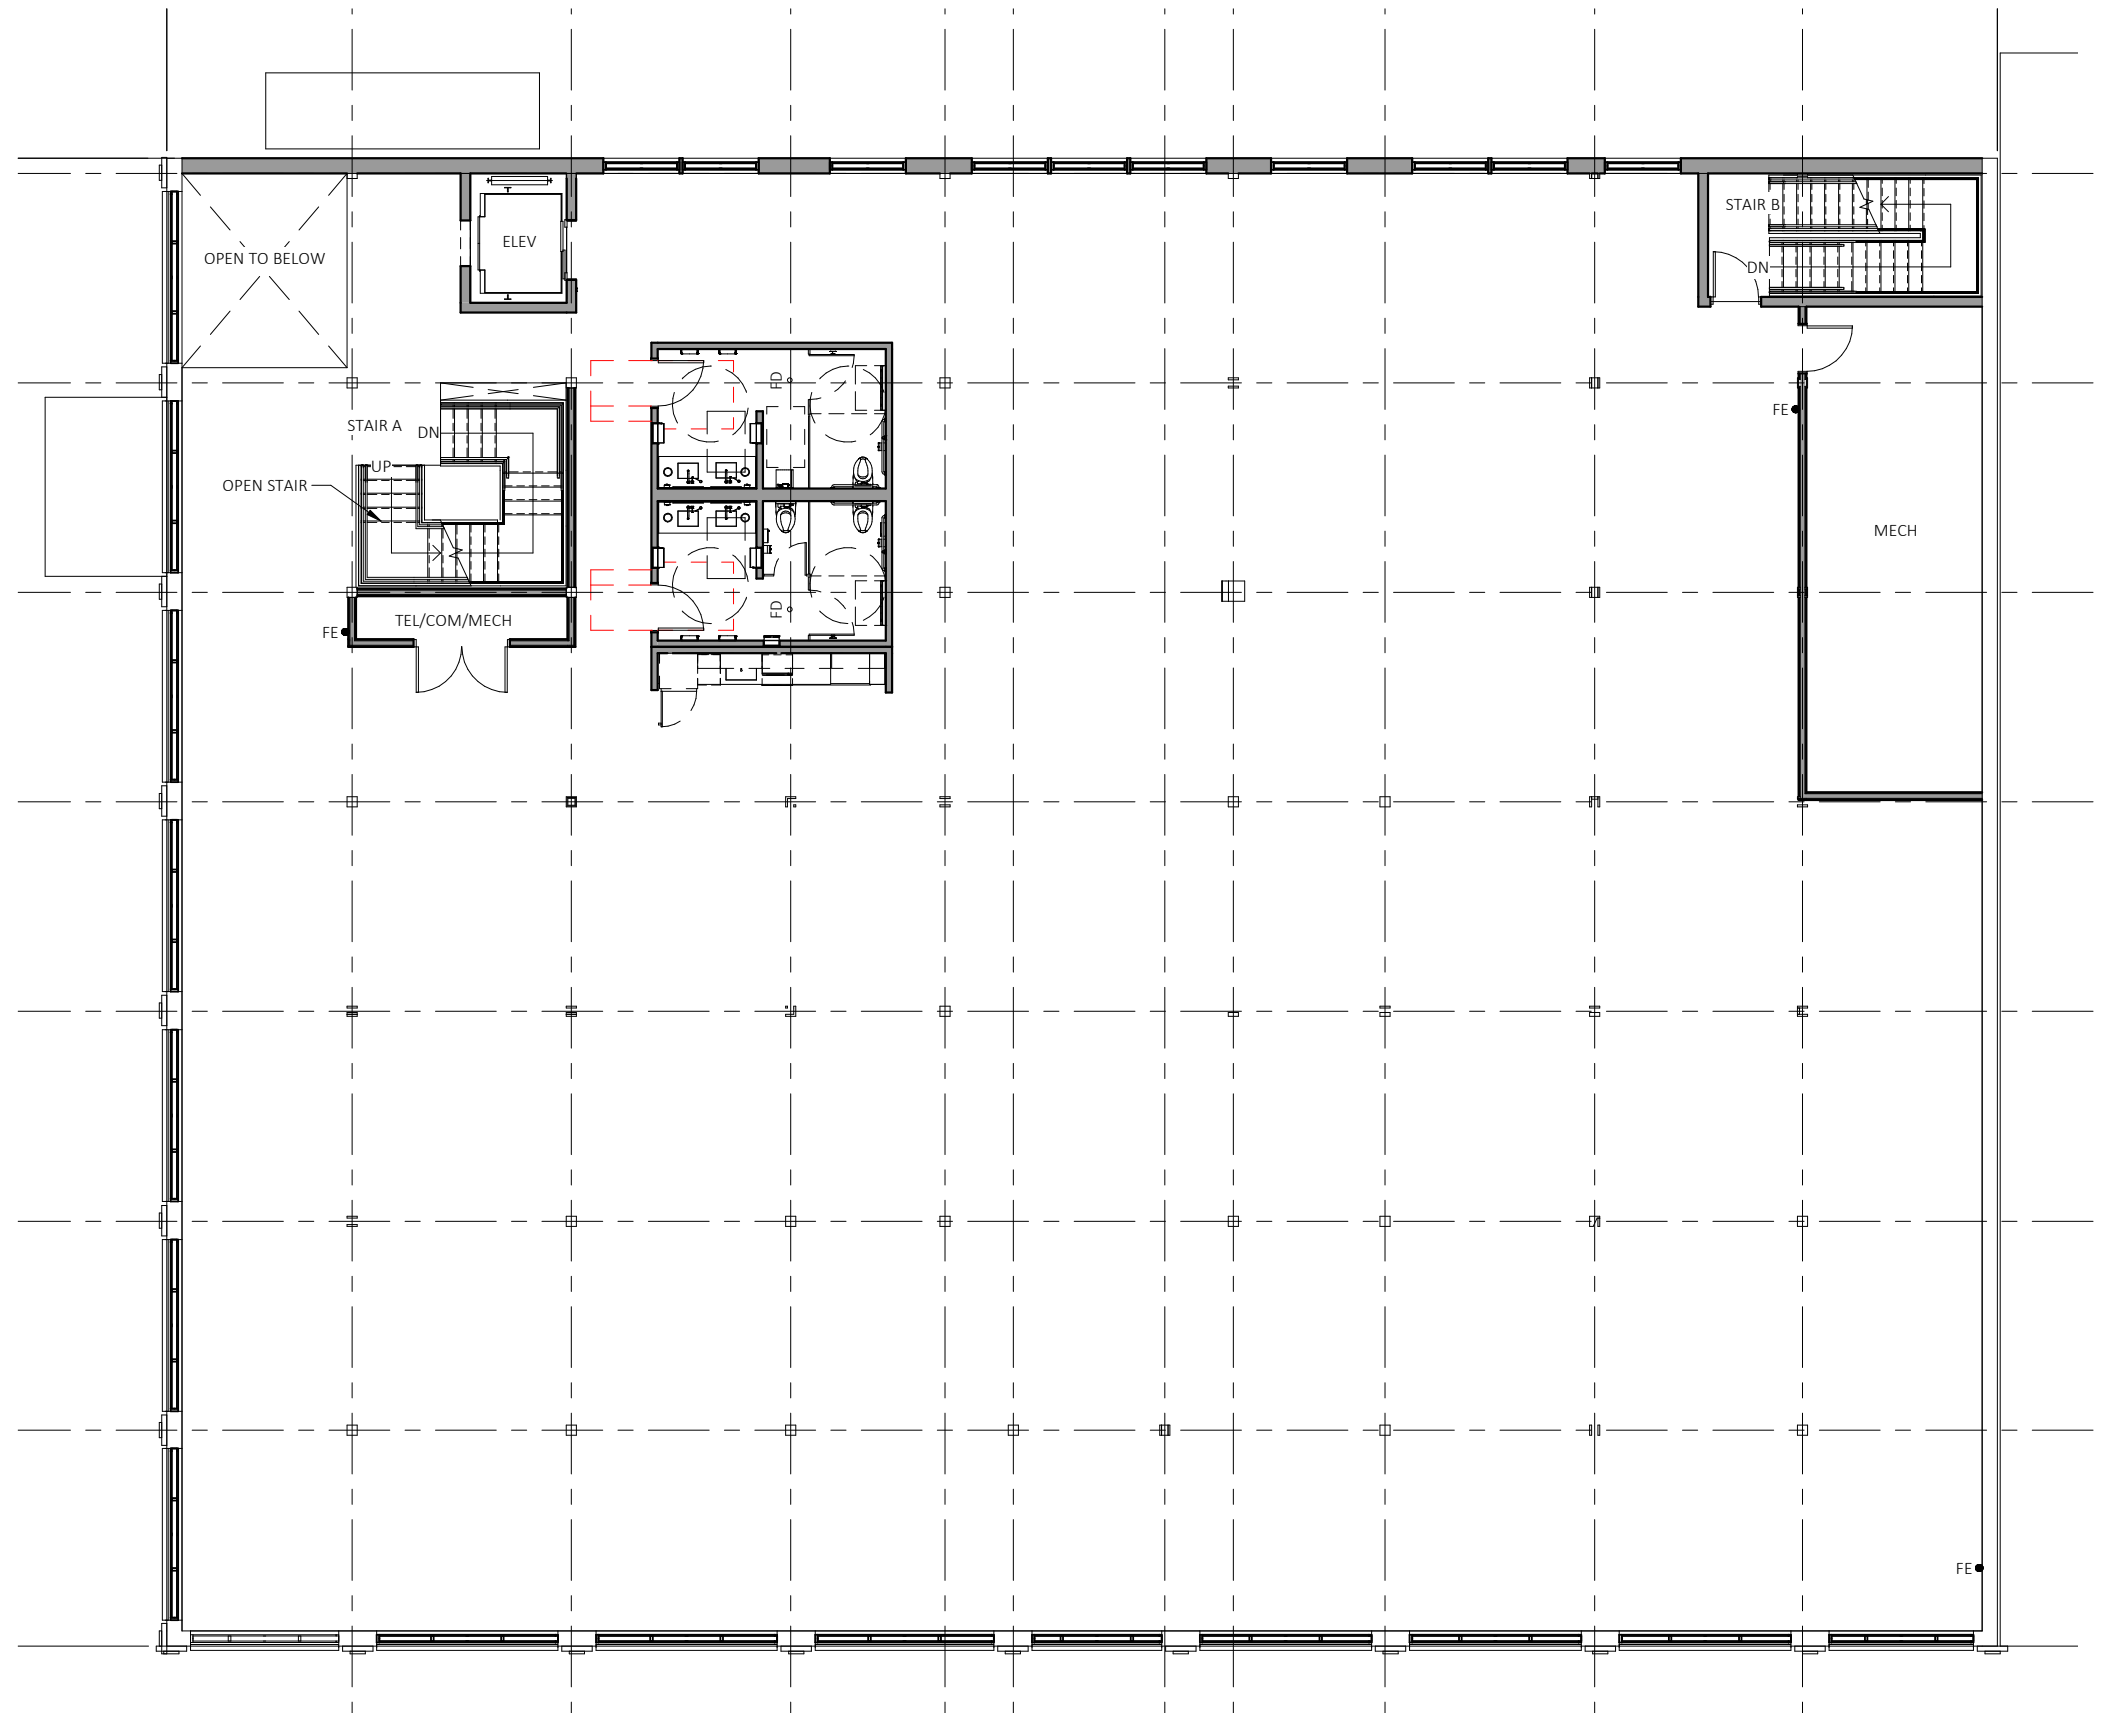 STAIR B
ELEV
OPEN TO BELOW
DN
FD
FE
STAIR A
DN
UP
OPEN STAIR
MECH
FD
TEL/COM/MECH
FE
FE